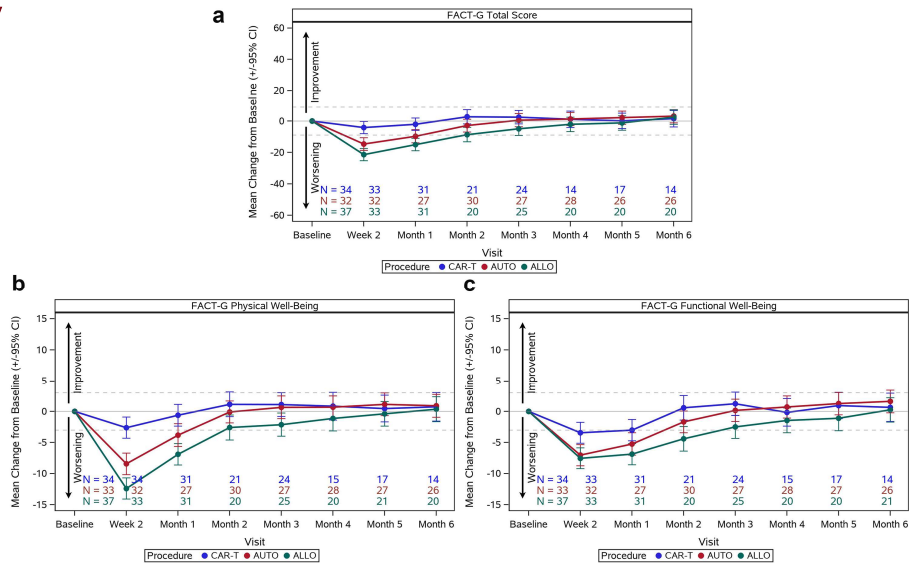 a
FACT-G Total Score
Mean Change from Baseline (+/-95% CI)
60
40
20
0
-20
-40
-60
Improvement
Worsening
N = 34 33 31 21 24 14 17 14
N = 32 32 27 30 27 28 26 26
N = 37 33 31 20 25 20 20 20
Baseline Week 2 Month 1 Month 2 Month 3 Month 4 Month 5 Month 6
Visit
Procedure CAR-T AUTO ALLO
b
FACT-G Physical Well-Being
Mean Change from Baseline (+/-95% CI)
15
10
5
0
-5
-10
-15
Improvement
Worsening
N = 34 34 31 21 24 15 17 14
N = 33 32 27 30 27 28 27 26
N = 37 33 31 20 25 20 21 20
Baseline Week 2 Month 1 Month 2 Month 3 Month 4 Month 5 Month 6
Visit
Procedure CAR-T AUTO ALLO
c
FACT-G Functional Well-Being
Mean Change from Baseline (+/-95% CI)
15
10
5
0
-5
-10
-15
Improvement
Worsening
N = 34 33 31 21 24 15 17 14
N = 33 32 27 30 27 28 27 26
N = 37 33 31 20 25 20 20 21
Baseline Week 2 Month 1 Month 2 Month 3 Month 4 Month 5 Month 6
Visit
Procedure CAR-T AUTO ALLO